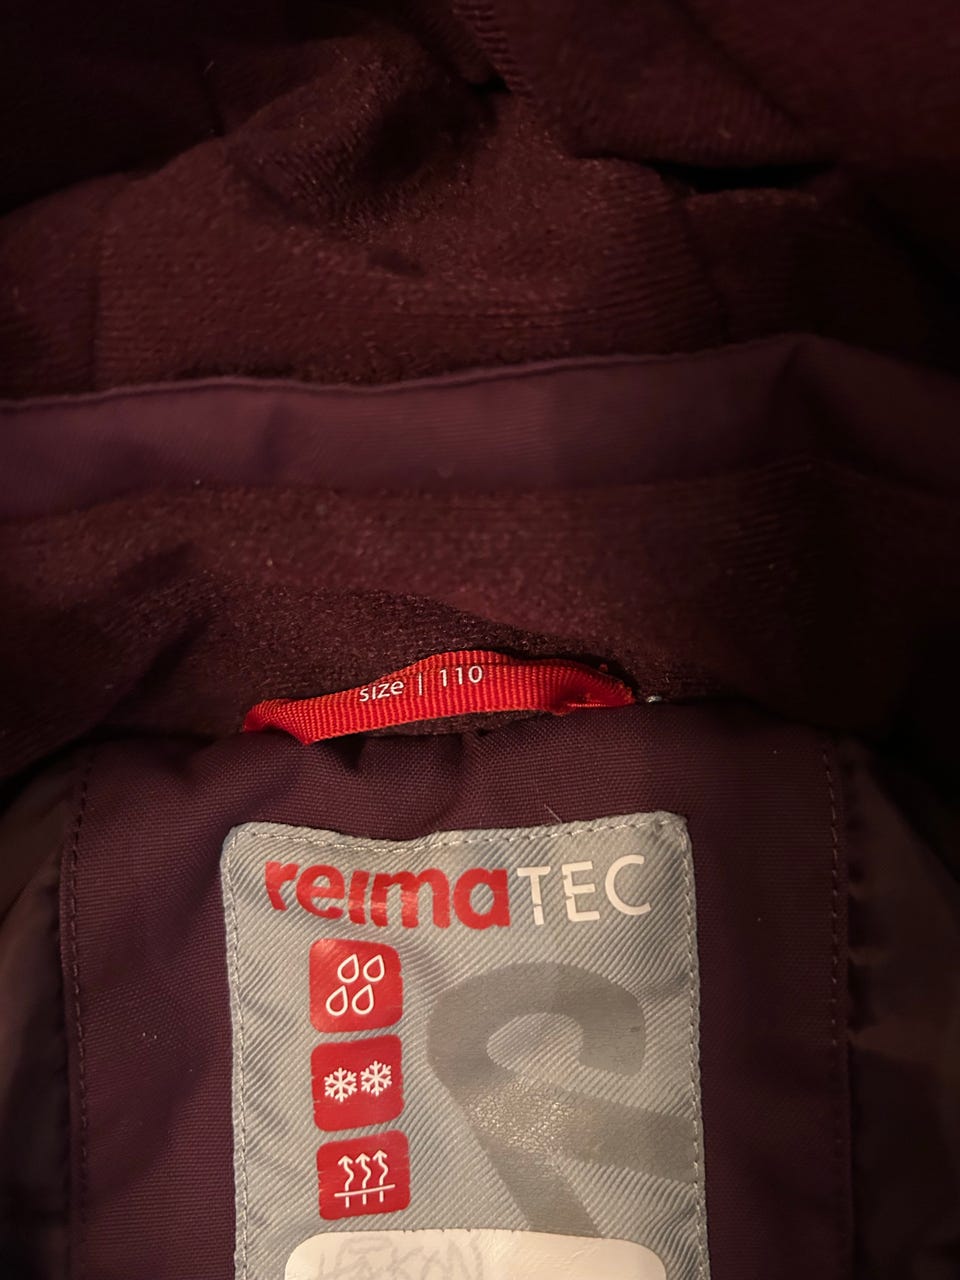 size | 110
reimaTEC